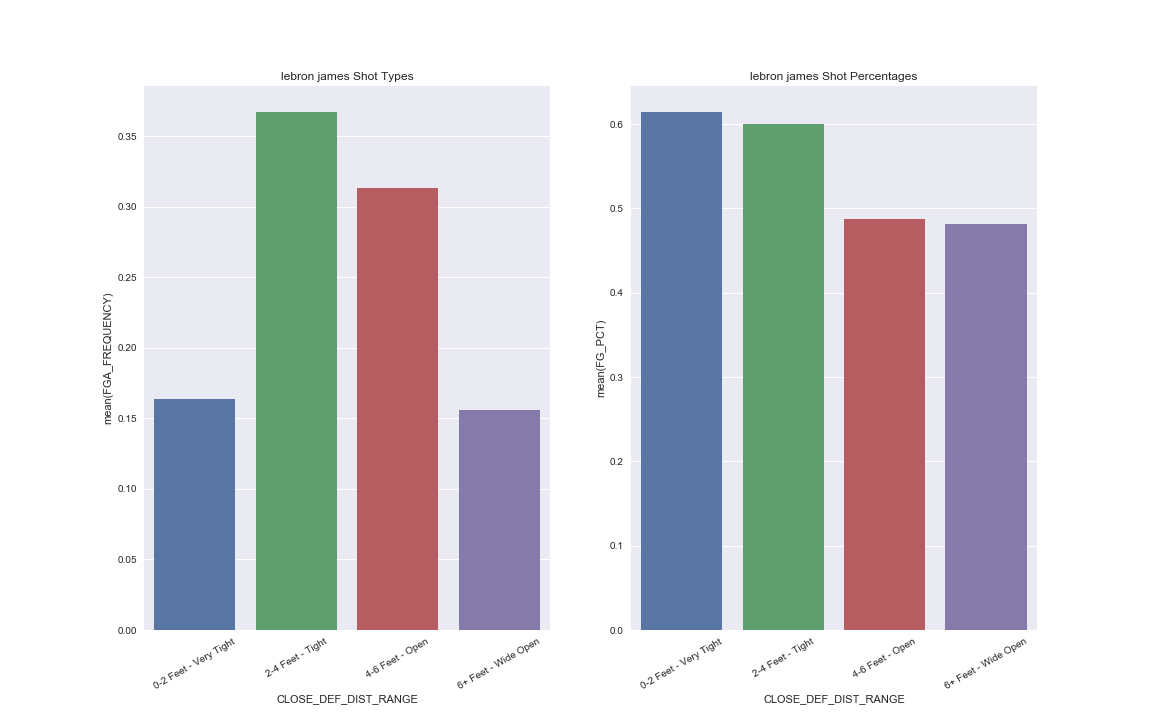 lebron james Shot Types
mean(FGA_FREQUENCY)
0.35
0.30
0.25
0.20
0.15
0.10
0.05
0.00
0-2 Feet - Very Tight
2-4 Feet - Tight
4-6 Feet - Open
6+ Feet - Wide Open
CLOSE_DEF_DIST_RANGE
lebron james Shot Percentages
mean(FG_PCT)
0.6
0.5
0.4
0.3
0.2
0.1
0.0
0-2 Feet - Very Tight
2-4 Feet - Tight
4-6 Feet - Open
6+ Feet - Wide Open
CLOSE_DEF_DIST_RANGE